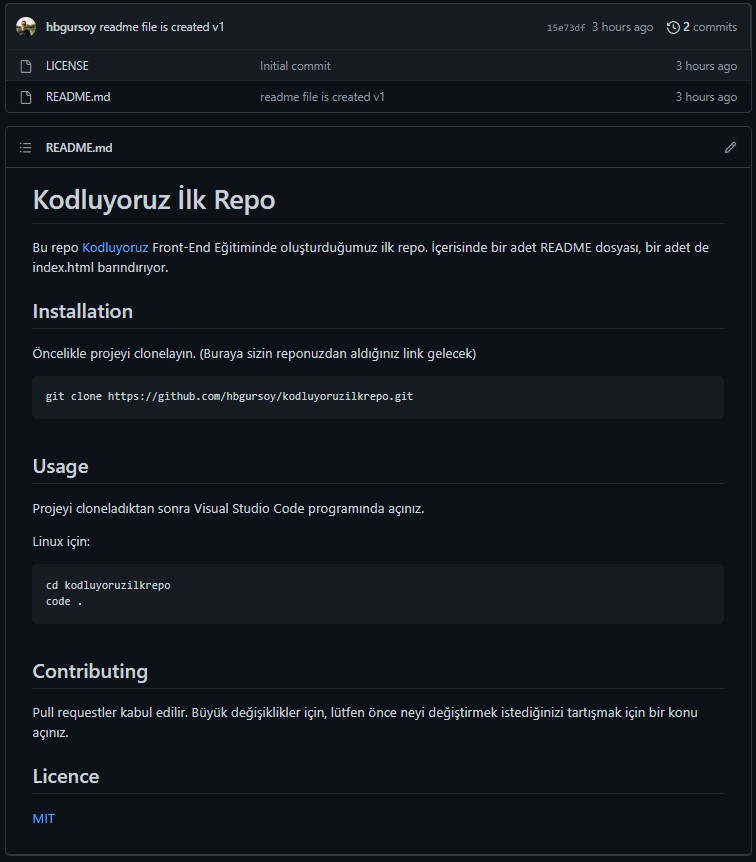 hbgursoy readme file is created v1 15e73df 3 hours ago 2 commits
LICENSE Initial commit 3 hours ago
README.md readme file is created v1 3 hours ago
README.md
Kodluyoruz İlk Repo
Bu repo Kodluyoruz Front-End Eğitiminde oluşturduğumuz ilk repo. İçerisinde bir adet README dosyası, bir adet de
index.html barındırıyor.
Installation
Öncelikle projeyi clonelayın. (Buraya sizin reponuzdan aldığınız link gelecek)
git clone https://github.com/hbgursoy/kodluyoruzilkrepo.git
Usage
Projeyi cloneladıktan sonra Visual Studio Code programında açınız.
Linux için:
cd kodluyoruzilkrepo
code .
Contributing
Pull requestler kabul edilir. Büyük değişiklikler için, lütfen önce neyi değiştirmek istediğinizi tartışmak için bir konu
açınız.
Licence
MIT